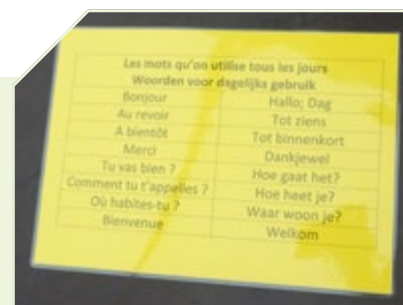 Les mots qu'on utilise tous les jours
Woorden voor dagelijks gebruik
Bonjour Hallo; Dag
Au revoir Tot ziens
A bientôt Tot binnenkort
Merci Dankjewel
Tu vas bien ? Hoe gaat het?
Comment tu t'appelles ? Hoe heet je?
Où habites-tu ? Waar woon je?
Bienvenue Welkom